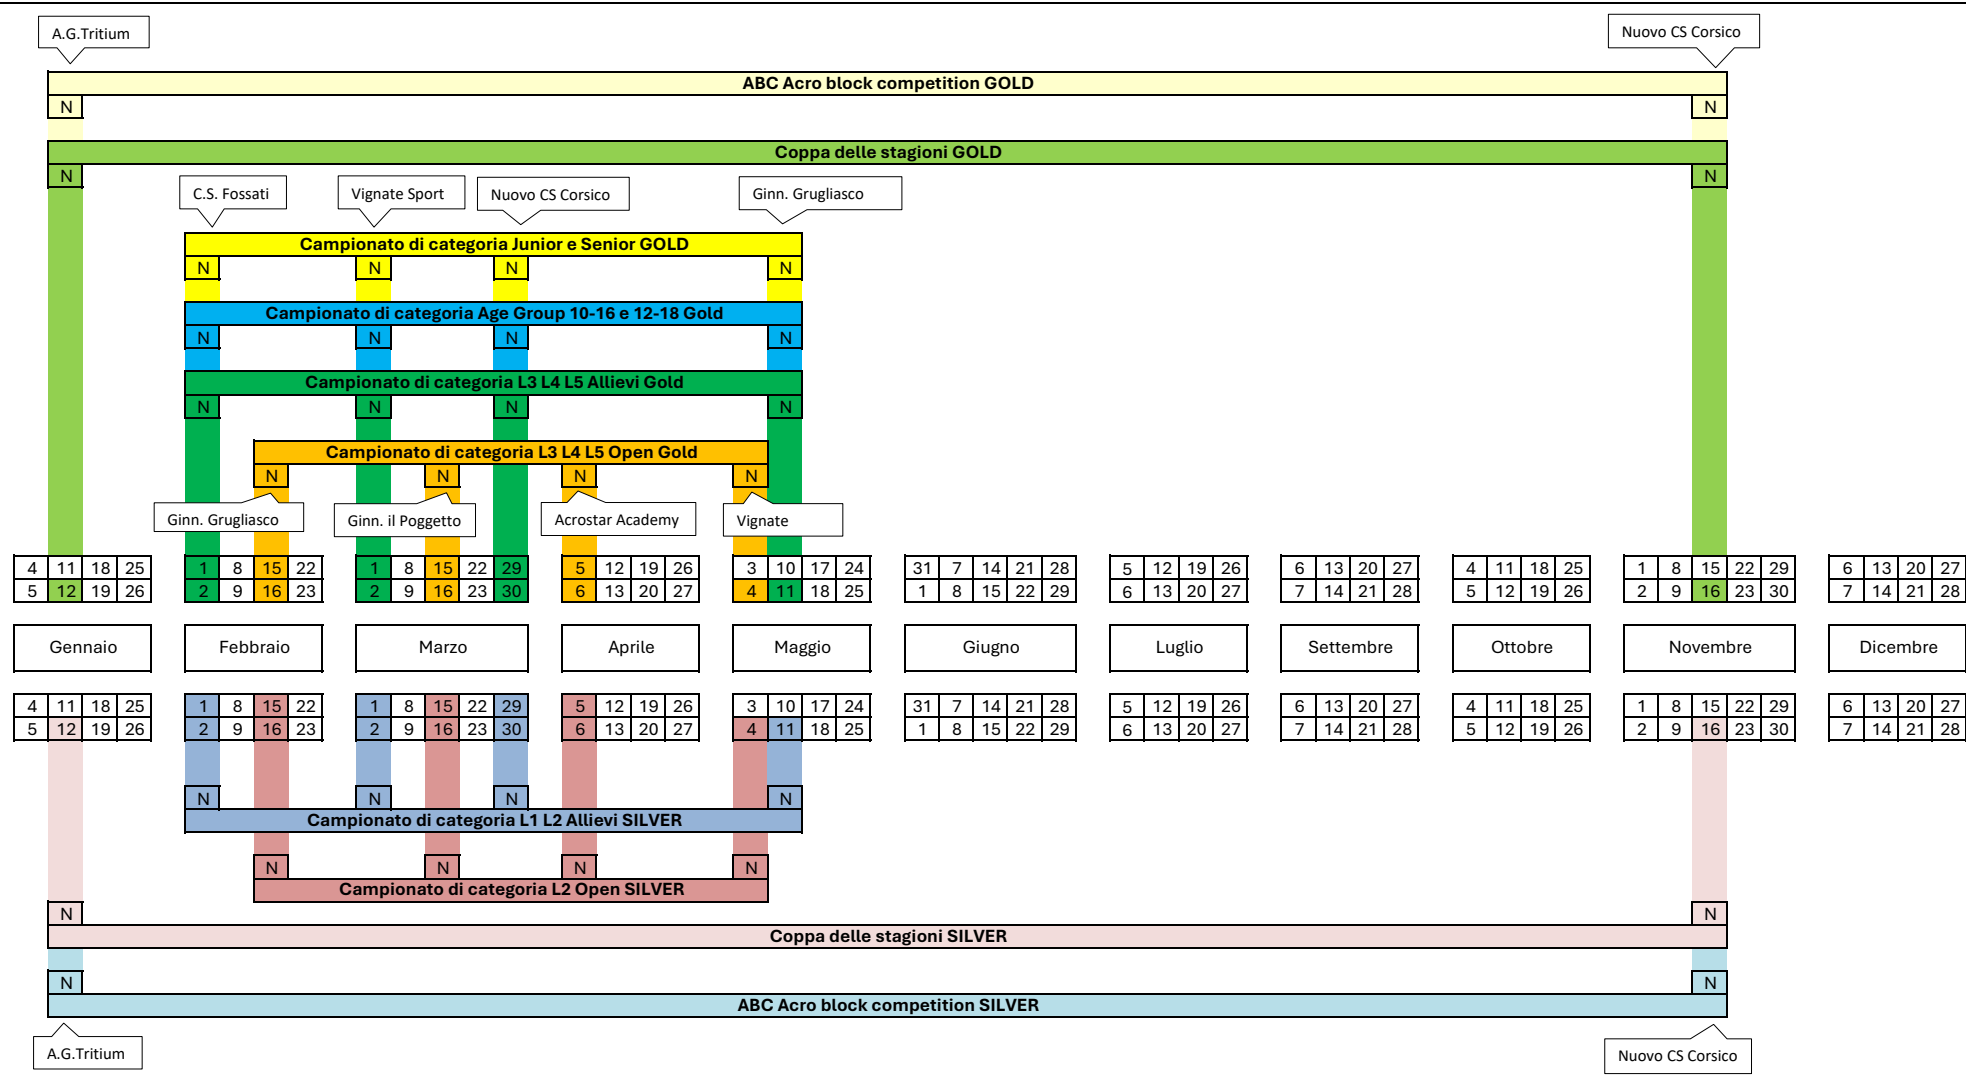 A.G.Tritium Nuovo CS Corsico
ABC Acro block competition GOLD
N N
Coppa delle stagioni GOLD
N N
C.S. Fossati Vignate Sport Nuovo CS Corsico Ginn. Grugliasco
Campionato di categoria Junior e Senior GOLD
N N N N
Campionato di categoria Age Group 10-16 e 12-18 Gold
N N N N
Campionato di categoria L3 L4 L5 Allievi Gold
N N N N
Campionato di categoria L3 L4 L5 Open Gold
N N N N
Ginn. Grugliasco Ginn. il Poggetto Acrostar Academy Vignate
4 11 18 25 1 8 15 22 1 8 15 22 29 5 12 19 26 3 10 17 24 31 7 14 21 28 5 12 19 26 6 13 20 27 4 11 18 25 1 8 15 22 29 6 13 20 27
5 12 19 26 2 9 16 23 2 9 16 23 30 6 13 20 27 4 11 18 25 1 8 15 22 29 6 13 20 27 7 14 21 28 5 12 19 26 2 9 16 23 30 7 14 21 28
Gennaio Febbraio Marzo Aprile Maggio Giugno Luglio Settembre Ottobre Novembre Dicembre
4 11 18 25 1 8 15 22 1 8 15 22 29 5 12 19 26 3 10 17 24 31 7 14 21 28 5 12 19 26 6 13 20 27 4 11 18 25 1 8 15 22 29 6 13 20 27
5 12 19 26 2 9 16 23 2 9 16 23 30 6 13 20 27 4 11 18 25 1 8 15 22 29 6 13 20 27 7 14 21 28 5 12 19 26 2 9 16 23 30 7 14 21 28
N N N N
Campionato di categoria L1 L2 Allievi SILVER
N N N N
Campionato di categoria L2 Open SILVER
N N
Coppa delle stagioni SILVER
N N
ABC Acro block competition SILVER
A.G.Tritium Nuovo CS Corsico